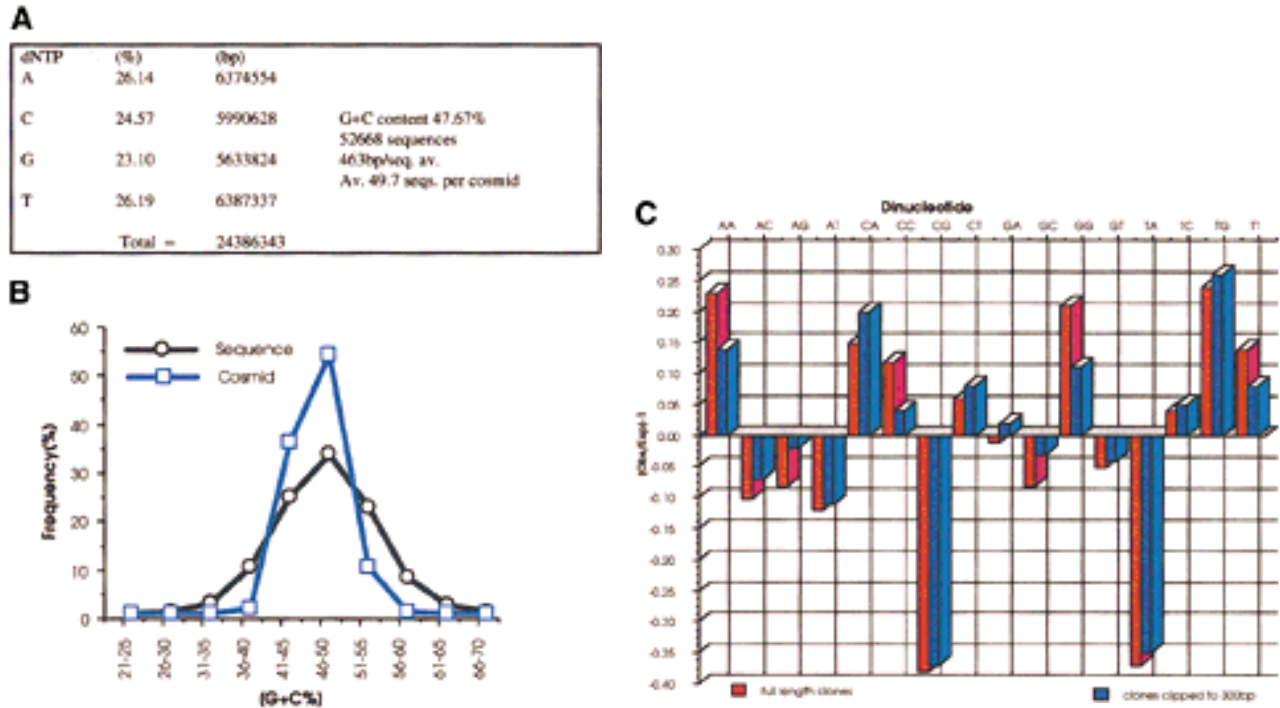 A
dNTP (%) (bp)
A 26.14 6374554
C 24.57 5990628 G+C content 47.67%
52668 sequences
G 23.10 5633824 463bp/seq. av.
Av. 49.7 seqs. per cosmid
T 26.19 6387337
Total = 24386343
B
60
50
40
30
20
10
0
Frequency(%)
Sequence
Cosmid
21-25
26-30
31-35
36-40
41-45
46-50
51-55
56-60
61-65
66-70
[G+C%]
C
Dinucleotide
AA AC AG AT CA CC CG CT GA GC GG GT TA TC TG TT
0.30
0.25
0.20
0.15
0.10
0.05
0.00
-0.05
-0.10
-0.15
-0.20
-0.25
-0.30
-0.35
-0.40
full length clones
clones clipped to 300bp